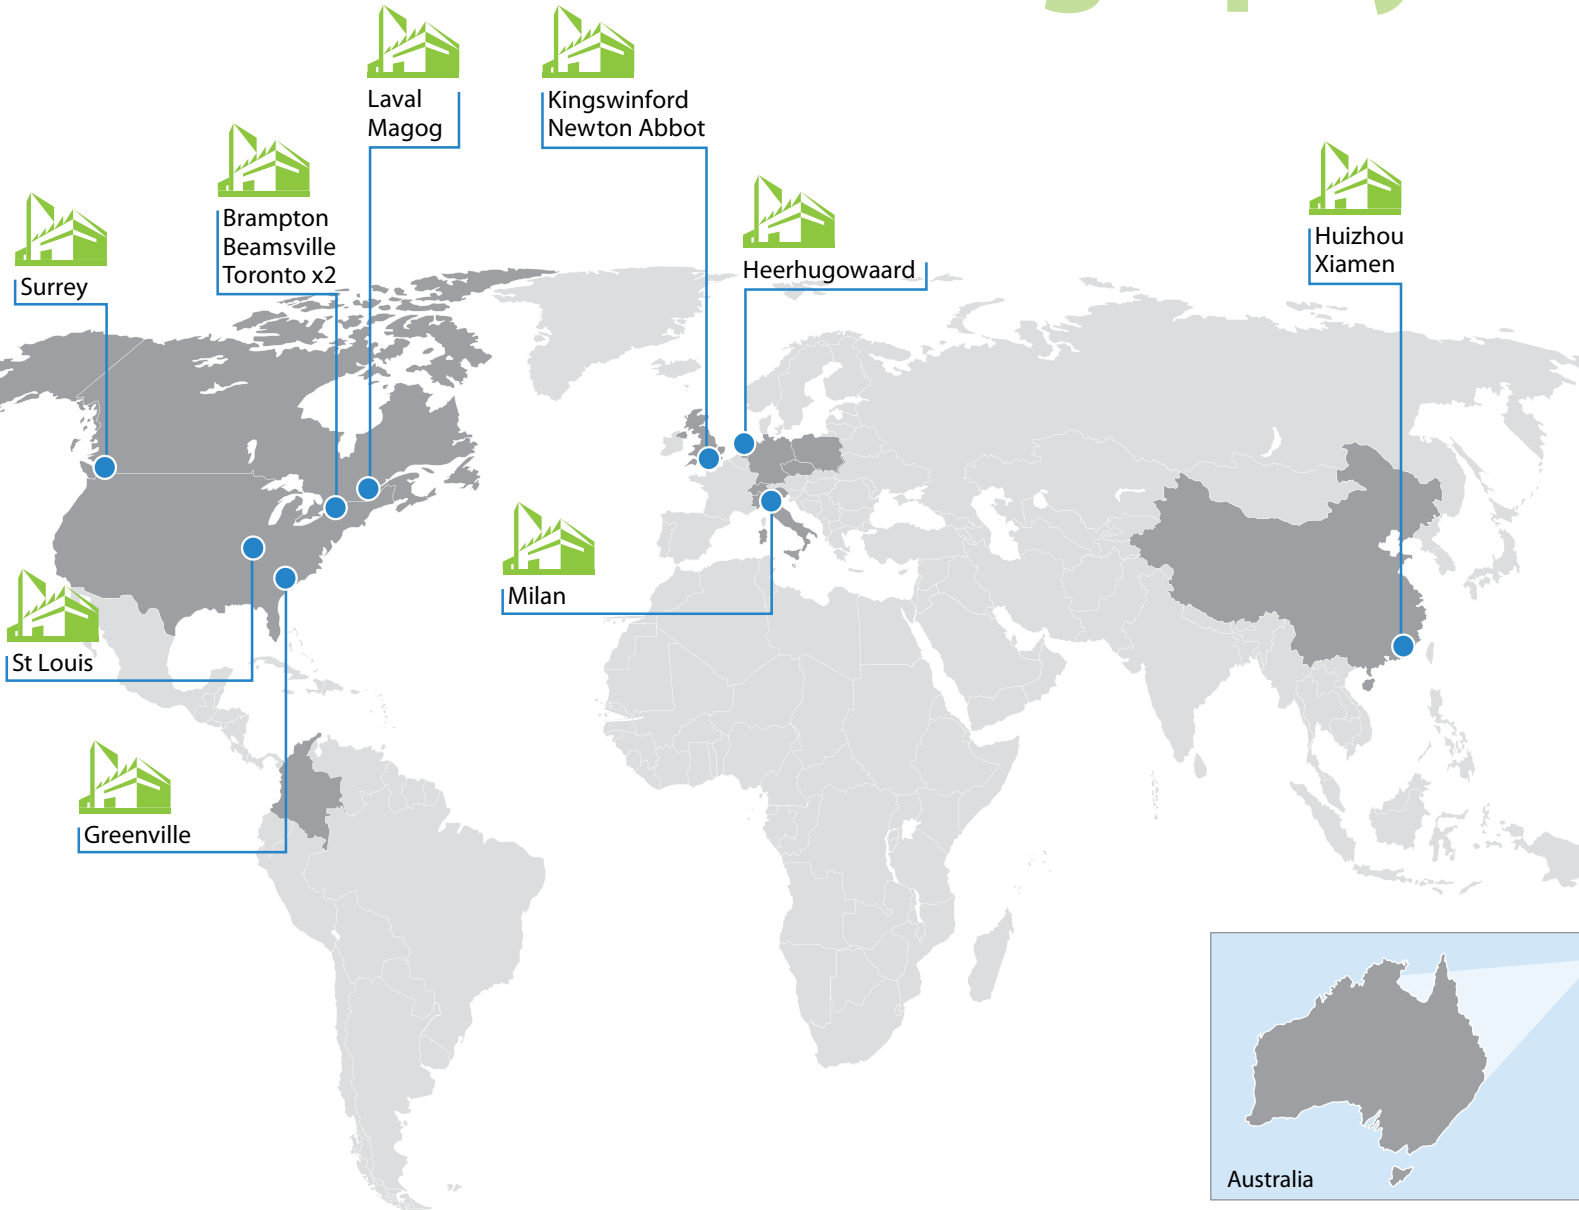 Laval
Magog
Kingswinford
Newton Abbot
Brampton
Beamsville
Toronto x2
Surrey
Heerhugowaard
Huizhou
Xiamen
Milan
St Louis
Greenville
Australia